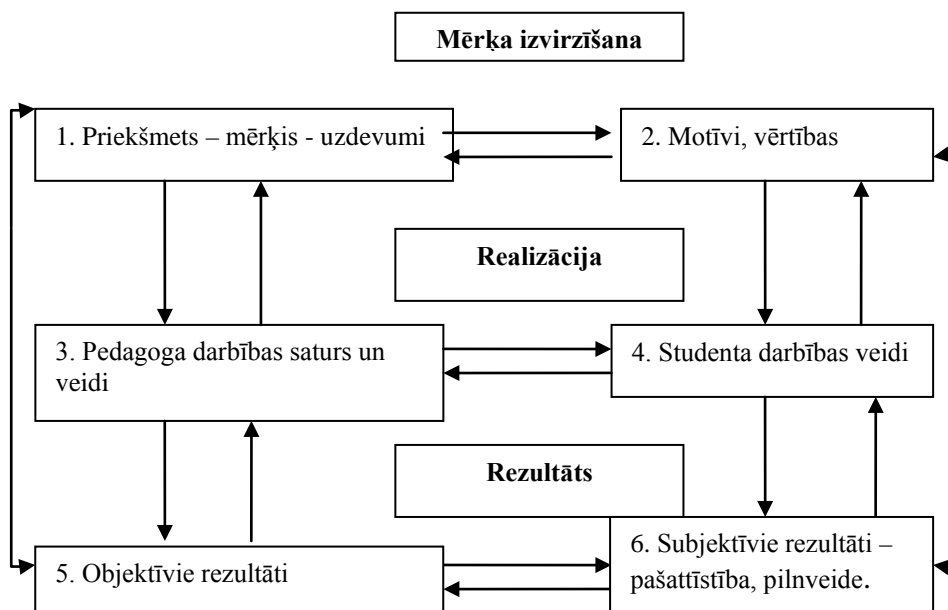 Mērķa izvirzīšana
1. Priekšmets – mērķis - uzdevumi
2. Motīvi, vērtības
Realizācija
3. Pedagoga darbības saturs un
veidi
4. Studenta darbības veidi
Rezultāts
5. Objektīvie rezultāti
6. Subjektīvie rezultāti –
pašattīstība, pilnveide.